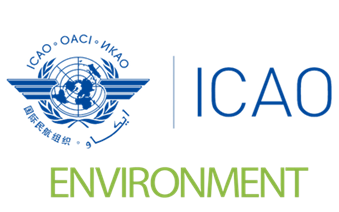 ICAO • OACI • ИКАО
国际民航组织 • ايكاو
ICAO
ENVIRONMENT